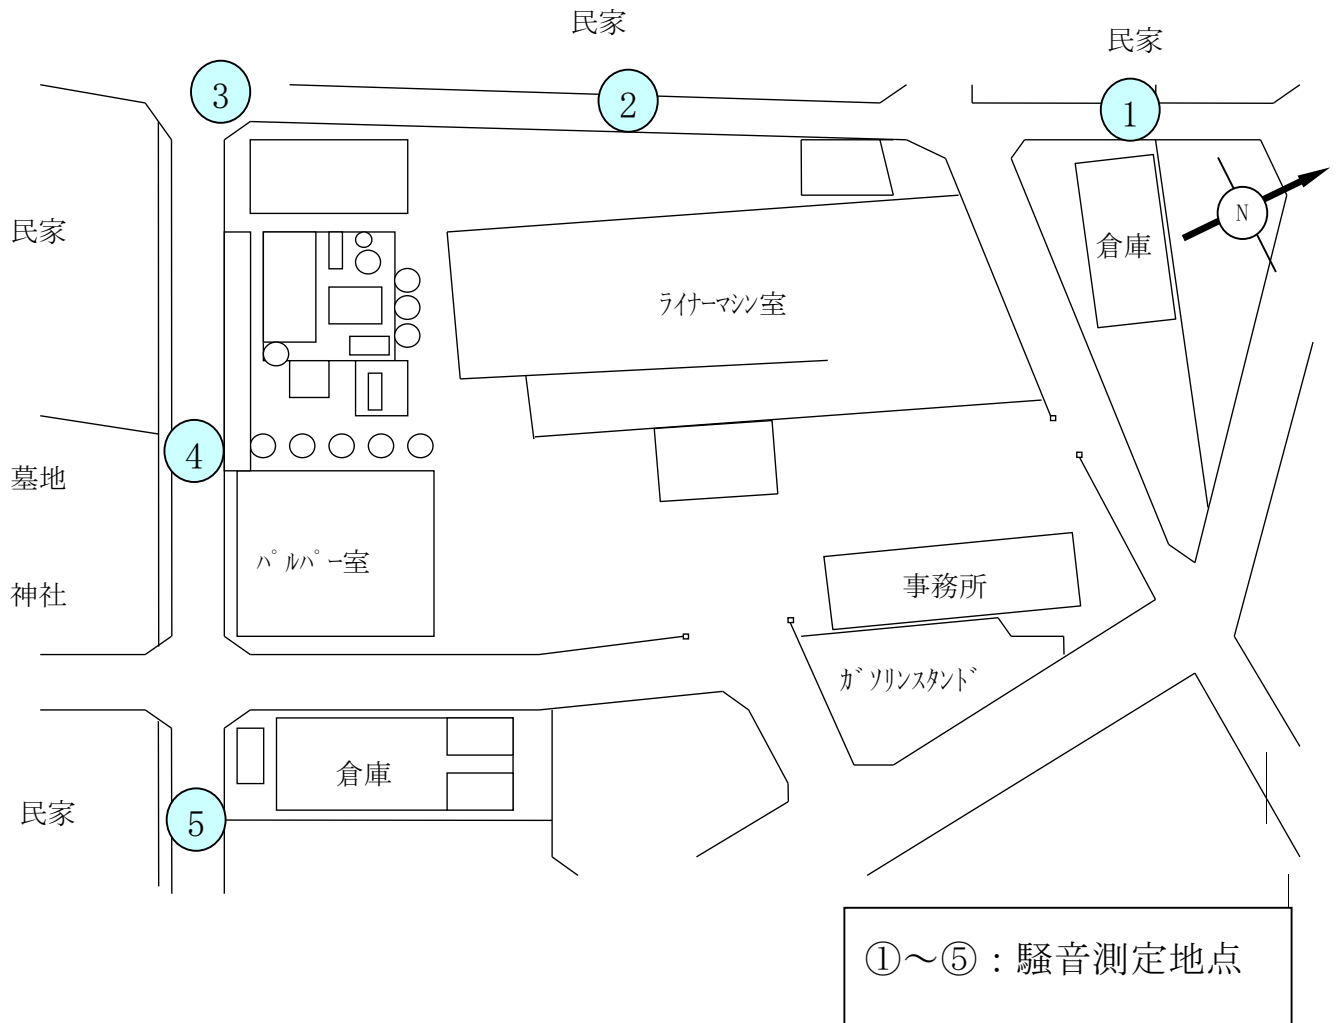 民家
民家
3
2
1
民家
N
倉庫
ライナーマシン室
4
墓地
パルパー室
神社
事務所
ガソリンスタンド
倉庫
民家
5
①~⑤:騒音測定地点